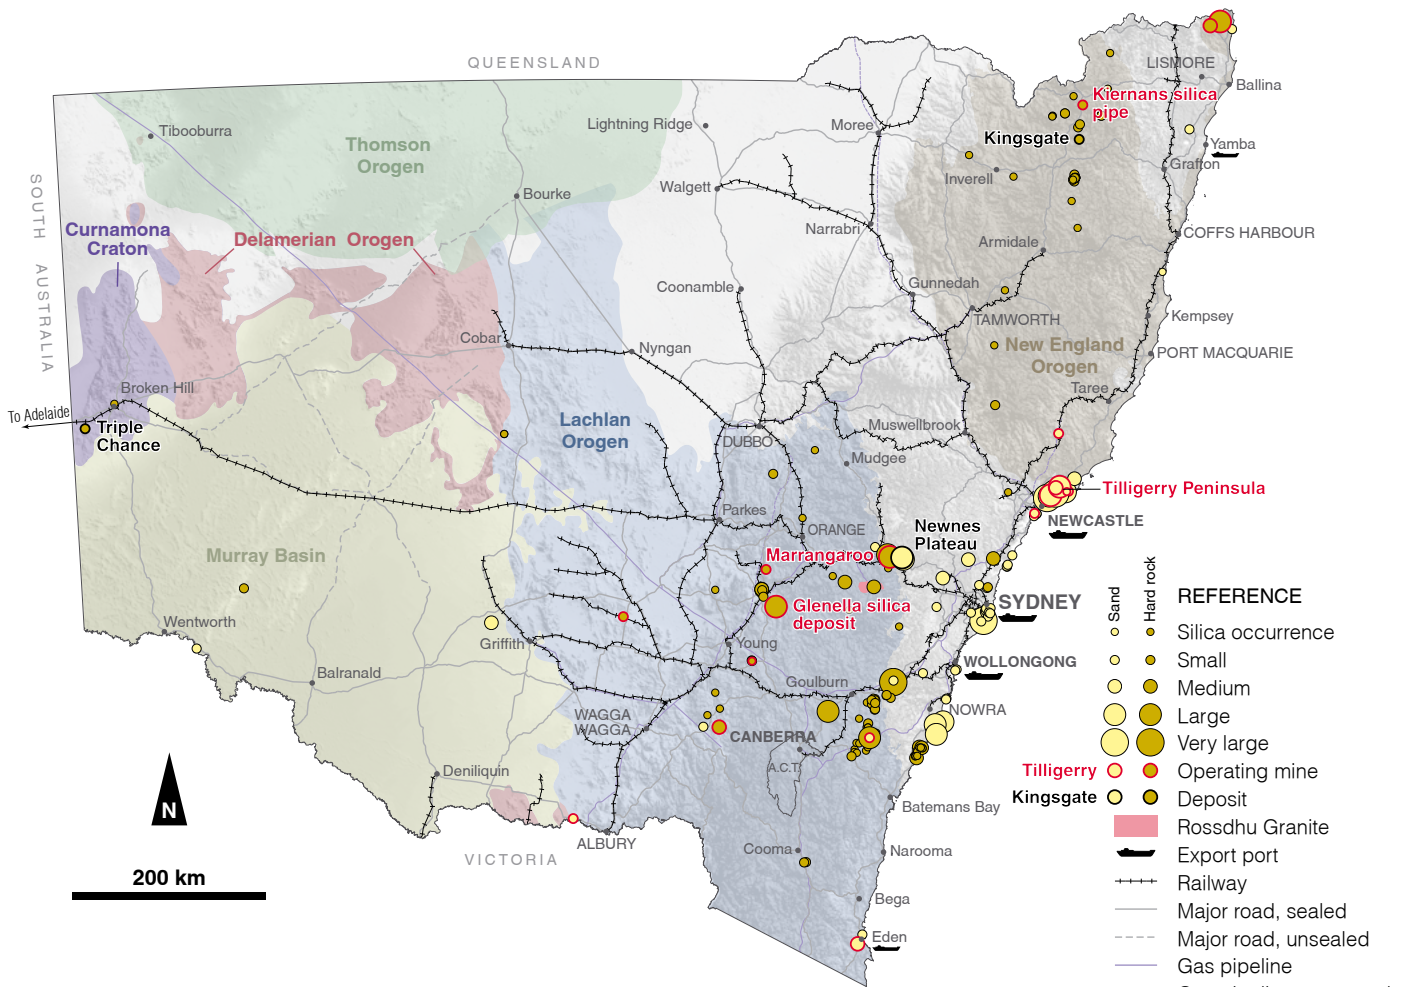 QUEENSLAND
LISMORE
Ballina
Kiernans silica
pipe
Tibooburra
Lightning Ridge
Moree
Thomson
Orogen
Kingsgate
Yamba
Grafton
Inverell
Bourke
Walgett
SOUTH AUSTRALIA
Curnamona
Craton
Delamerian Orogen
Narrabri
Armidale
COFFS HARBOUR
Coonamble
Gunnedah
TAMWORTH
Kempsey
Cobar
Nyngan
New England
Orogen
PORT MACQUARIE
Broken Hill
Taree
To Adelaide
Triple
Chance
Lachlan
Orogen
DUBBO
Muswellbrook
Mudgee
Tilligerry Peninsula
Parkes
ORANGE
Newnes
Plateau
NEWCASTLE
Murray Basin
Marrangaroo
Glenella silica
deposit
SYDNEY
Wentworth
Griffith
Young
Balranald
Goulburn
WOLLONGONG
WAGGA
WAGGA
NOWRA
CANBERRA
A.C.T.
Deniliquin
Batemans Bay
ALBURY
VICTORIA
Cooma
Narooma
Bega
Eden
N
200 km
Sand
Hard rock
REFERENCE
Silica occurrence
Small
Medium
Large
Very large
Tilligerry
Operating mine
Kingsgate
Deposit
Rossdhu Granite
Export port
Railway
Major road, sealed
Major road, unsealed
Gas pipeline